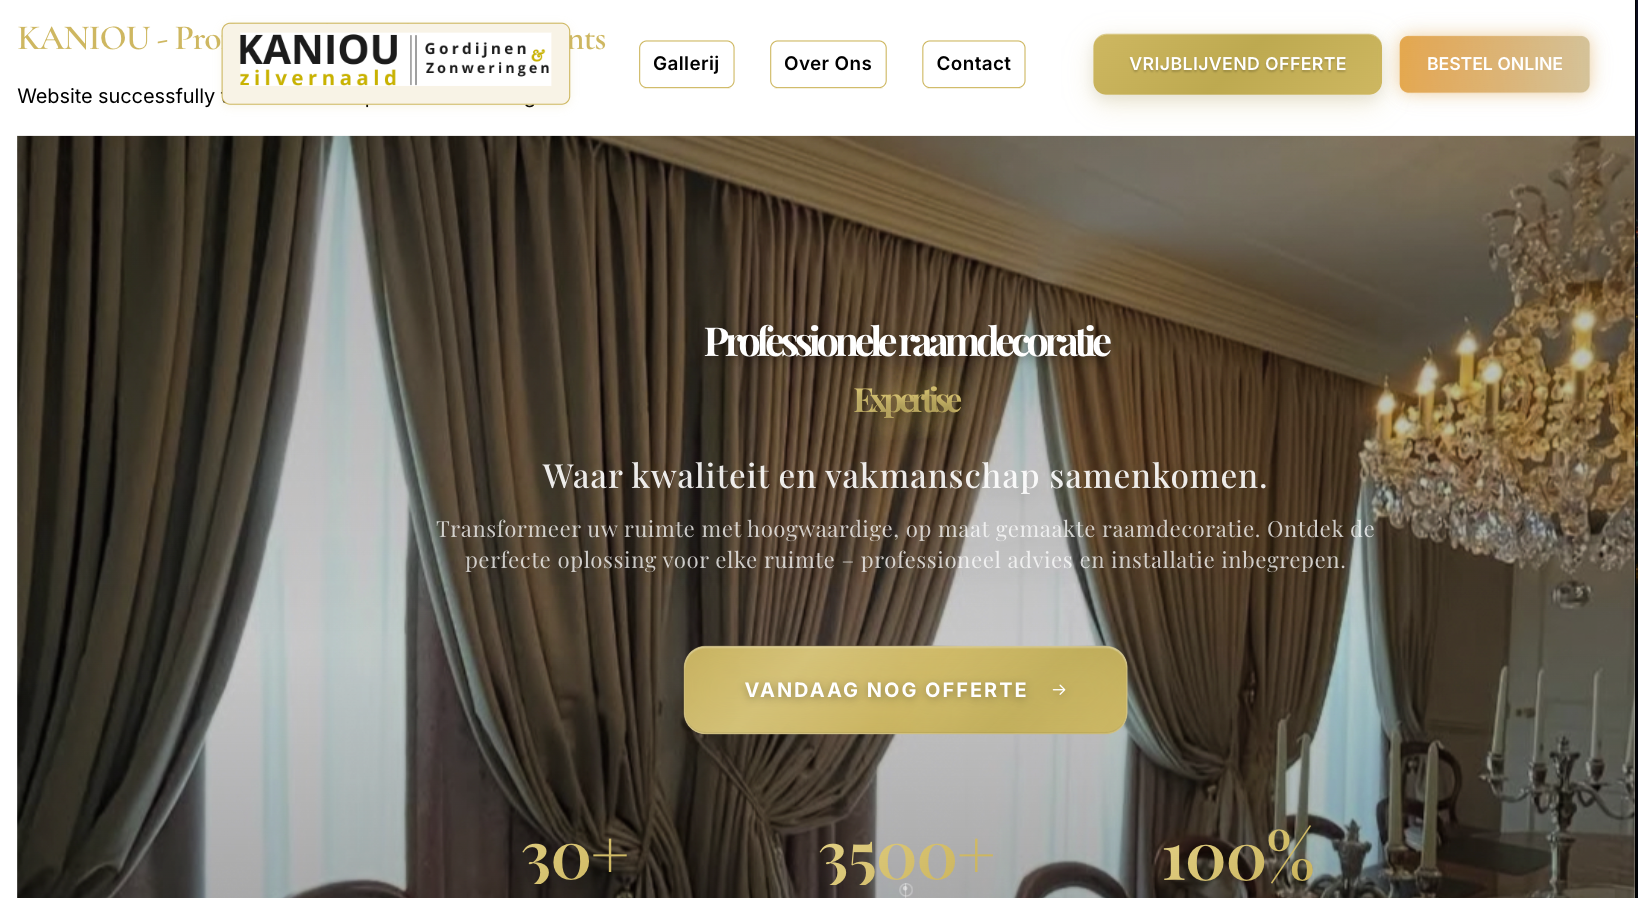 KANIOU - Pro
nts
Website successfully
KANIOU
zilvernaald
Gordijnen &
Zonweringen
Gallerij
Over Ons
Contact
VRIJBLIJVEND OFFERTE
BESTEL ONLINE
Professionele raamdecoratie
Expertise
Waar kwaliteit en vakmanschap samenkomen.
Transformeer uw ruimte met hoogwaardige, op maat gemaakte raamdecoratie. Ontdek de
perfecte oplossing voor elke ruimte – professioneel advies en installatie inbegrepen.
VANDAAG NOG OFFERTE →
30+
3500+
100%